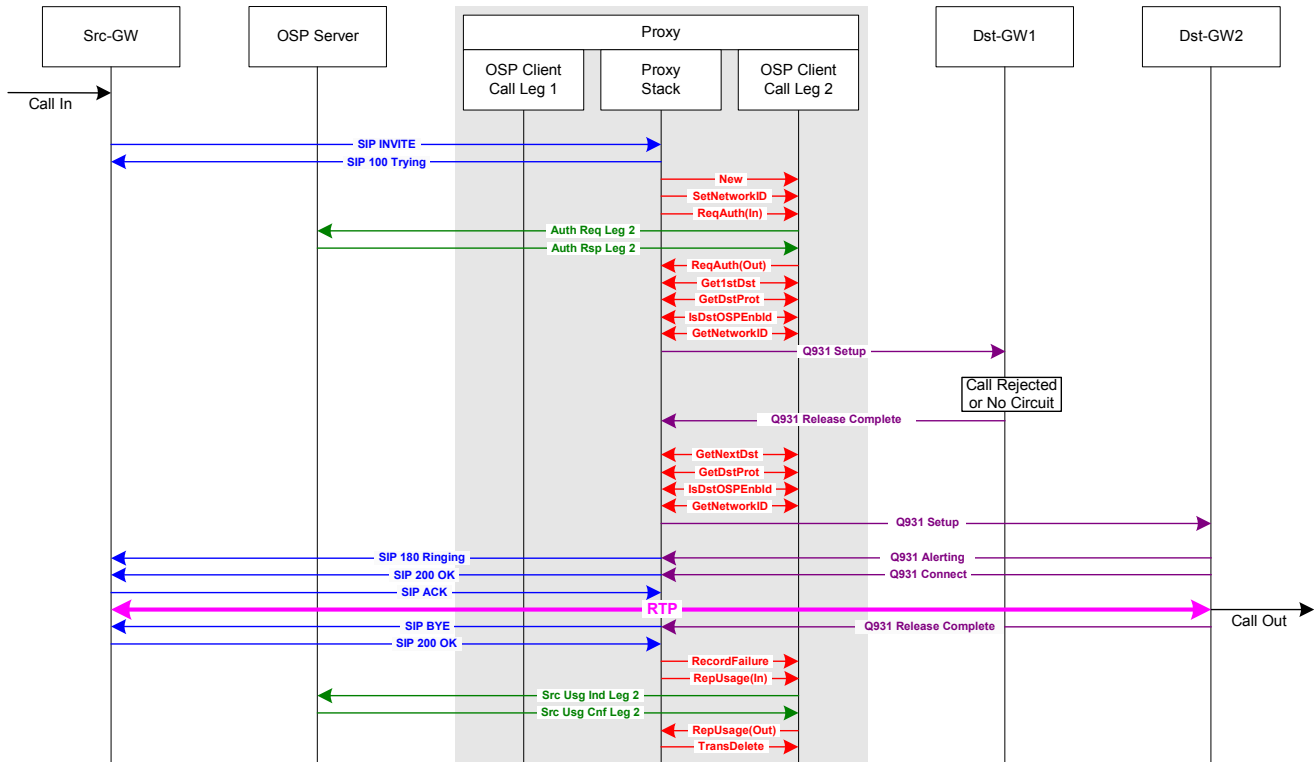 Src-GW
OSP Server
Proxy
Dst-GW1
Dst-GW2
OSP Client
Call Leg 1
Proxy
Stack
OSP Client
Call Leg 2
Call In
SIP INVITE
SIP 100 Trying
New
SetNetworkID
ReqAuth(In)
Auth Req Leg 2
Auth Rsp Leg 2
ReqAuth(Out)
Get1stDst
GetDstProt
IsDstOSPEnbld
GetNetworkID
Q931 Setup
Call Rejected
or No Circuit
Q931 Release Complete
GetNextDst
GetDstProt
IsDstOSPEnbld
GetNetworkID
Q931 Setup
SIP 180 Ringing
Q931 Alerting
SIP 200 OK
Q931 Connect
SIP ACK
RTP
Call Out
SIP BYE
Q931 Release Complete
SIP 200 OK
RecordFailure
RepUsage(In)
Src Usg Ind Leg 2
Src Usg Cnf Leg 2
RepUsage(Out)
TransDelete